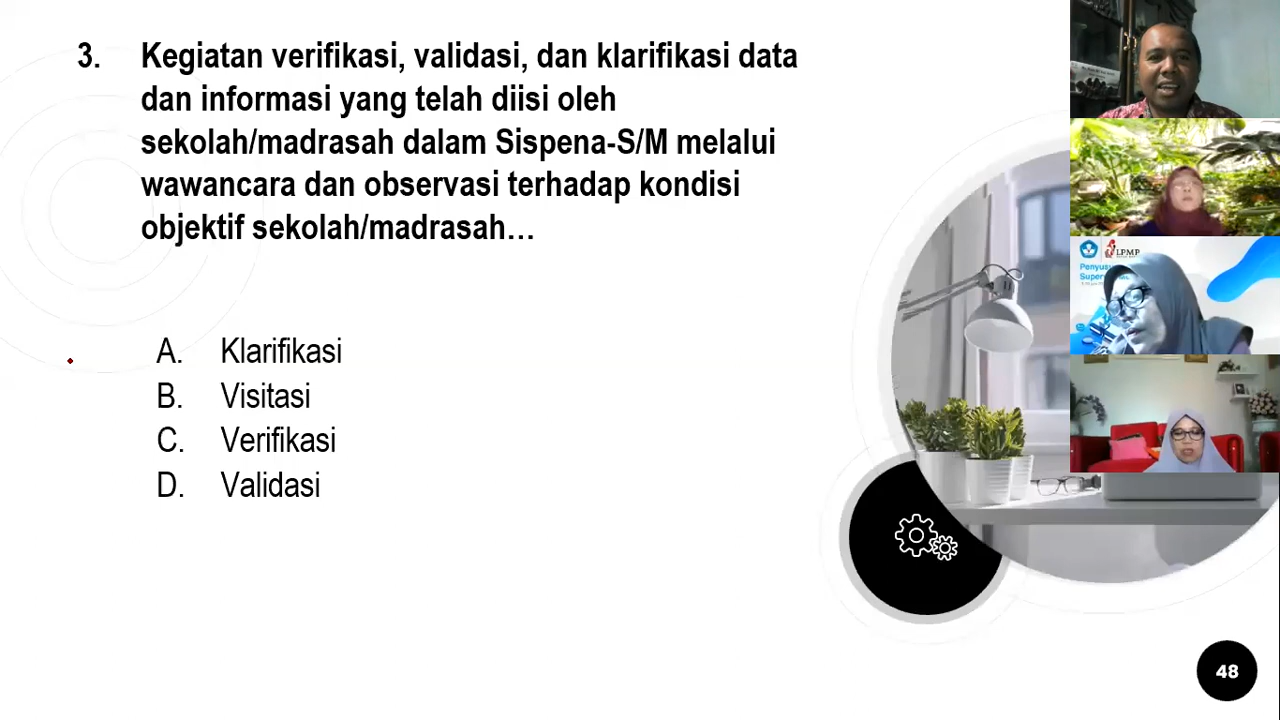 3. Kegiatan verifikasi, validasi, dan klarifikasi data
dan informasi yang telah diisi oleh
sekolah/madrasah dalam Sispena-S/M melalui
wawancara dan observasi terhadap kondisi
objektif sekolah/madrasah…
A. Klarifikasi
B. Visitasi
C. Verifikasi
D. Validasi
LPMP
48